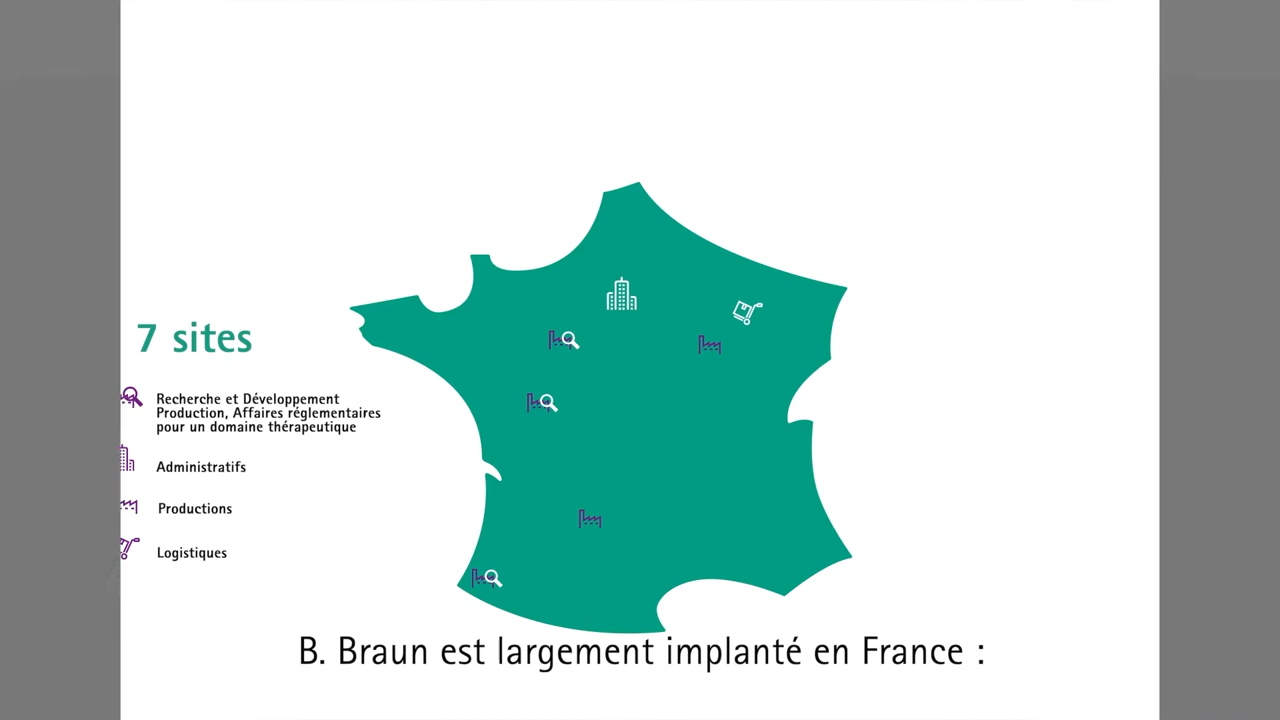 7 sites
Recherche et Développement
Production, Affaires réglementaires
pour un domaine thérapeutique
Administratifs
Productions
Logistiques
B. Braun est largement implanté en France :